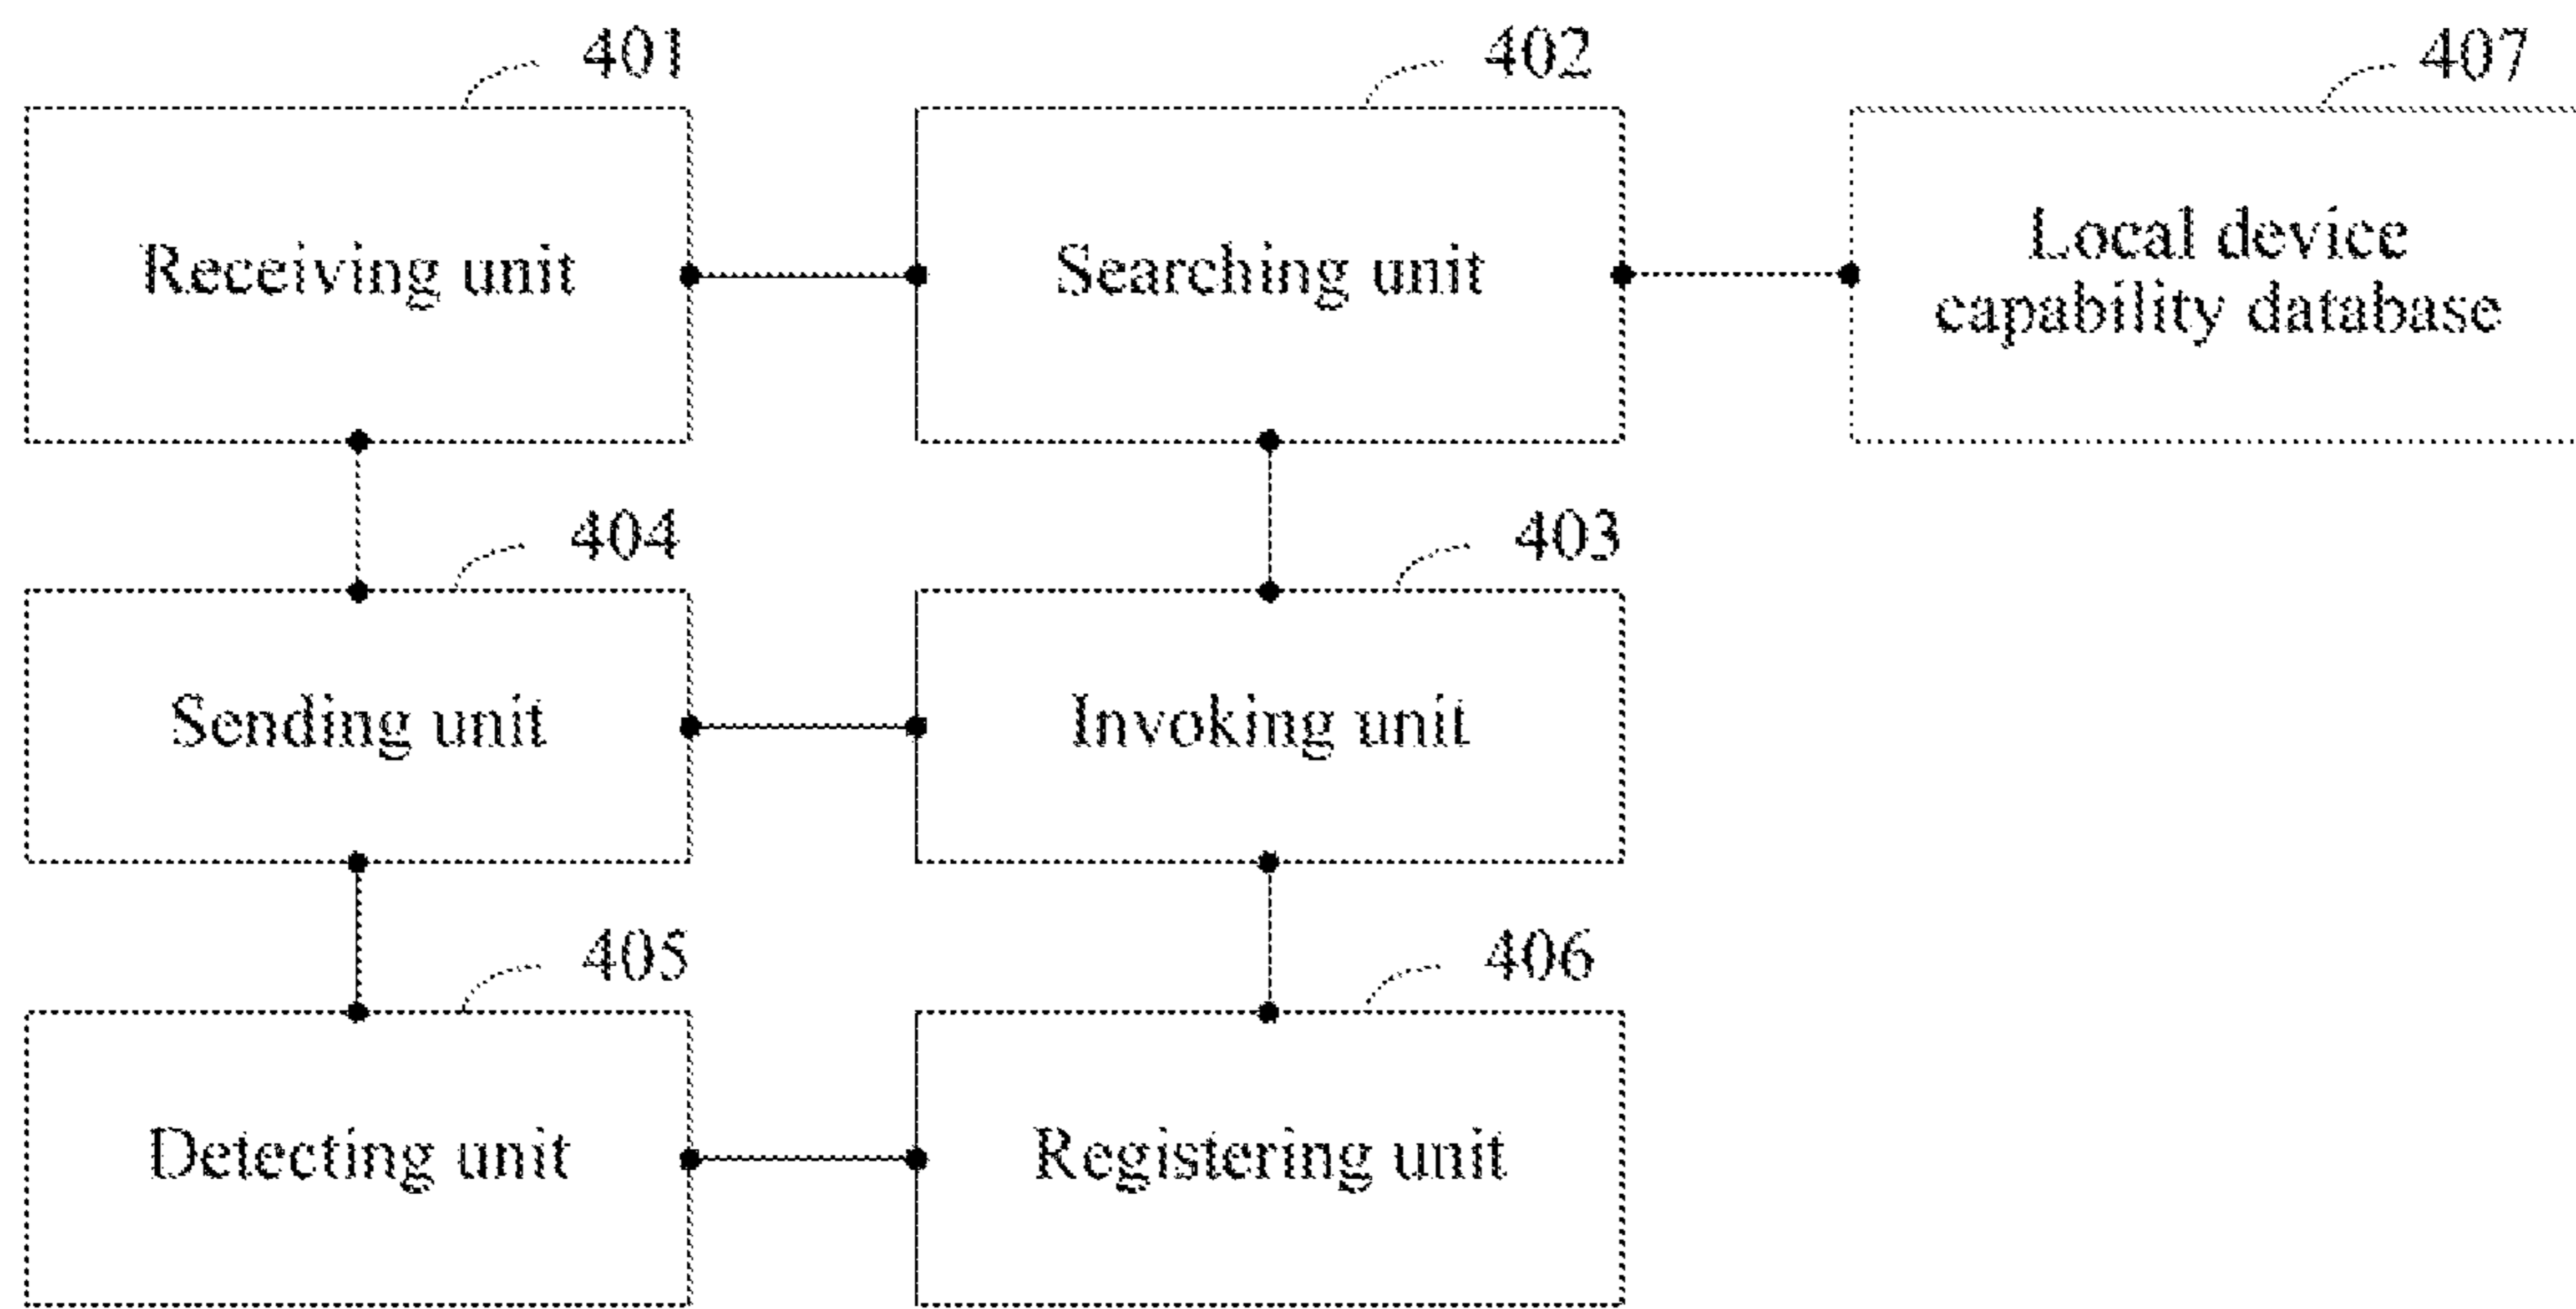 401
402
407
Receiving unit
Searching unit
Local device
capability database
404
403
Sending unit
Invoking unit
405
406
Detecting unit
Registering unit